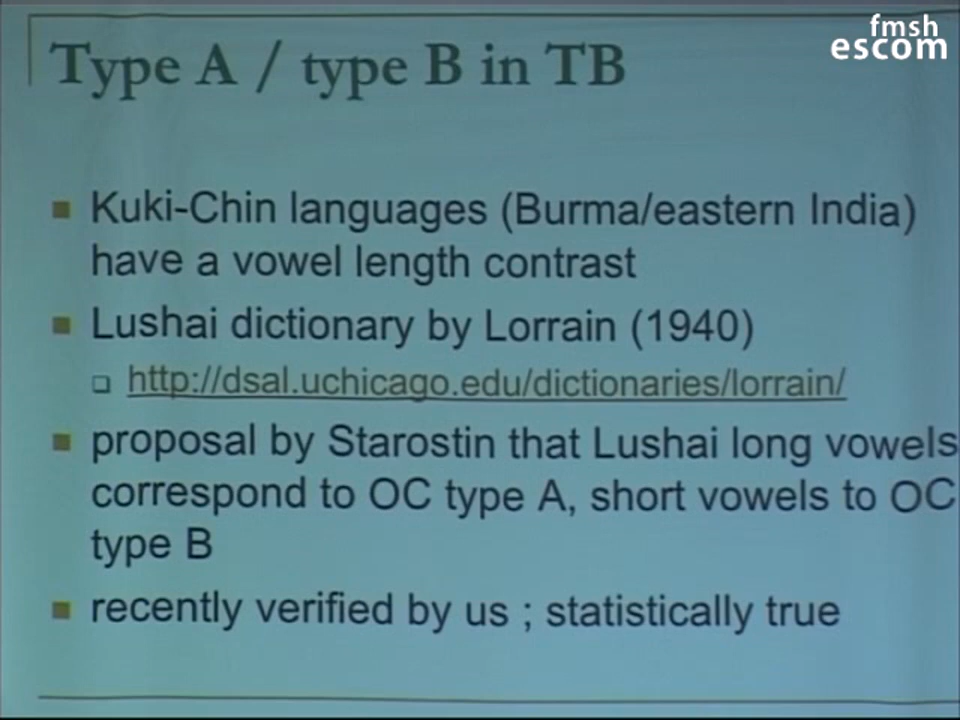 fmsh
escom
Type A / type B in TB
Kuki-Chin languages (Burma/eastern India)
have a vowel length contrast
Lushai dictionary by Lorrain (1940)
http://dsal.uchicago.edu/dictionaries/lorrain/
proposal by Starostin that Lushai long vowels
correspond to OC type A, short vowels to OC
type B
recently verified by us ; statistically true